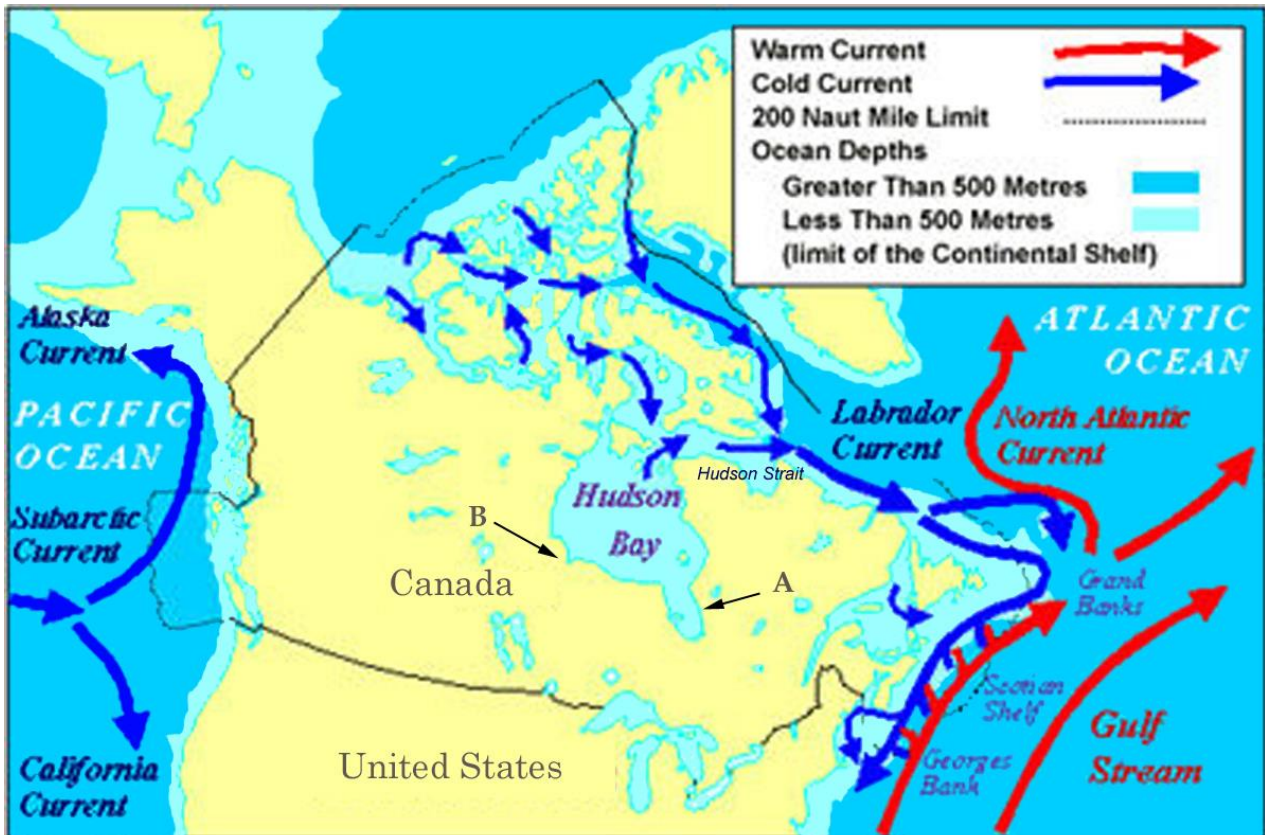 Warm Current
Cold Current
200 Naut Mile Limit
Ocean Depths
Greater Than 500 Metres
Less Than 500 Metres
(limit of the Continental Shelf)
Alaska
Current
PACIFIC
OCEAN
Subarctic
Current
California
Current
ATLANTIC
OCEAN
Labrador
Current
North Atlantic
Current
Hudson Strait
Hudson
Bay
B
A
Canada
United States
Grand
Banks
Scotian
Shelf
Georges
Bank
Gulf
Stream